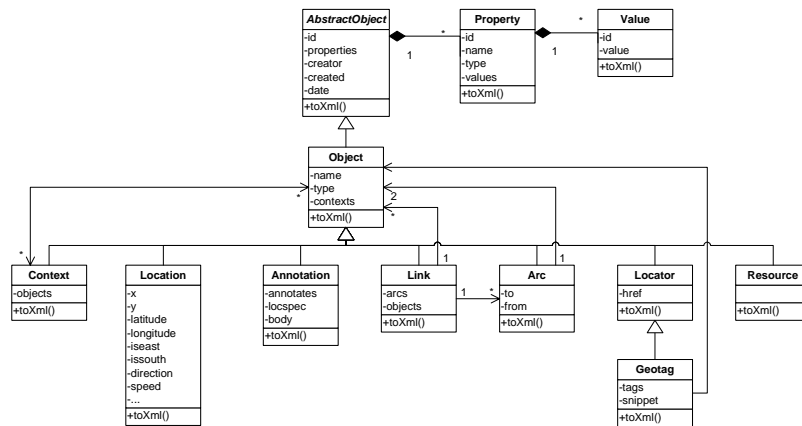 AbstractObject
-id
-properties
-creator
-created
-date
+toXml()
1
*
Property
-id
-name
-type
-values
+toXml()
1
*
Value
-id
-value
+toXml()
Object
-name
-type
-contexts
+toXml()
*
2
*
*
1
1
Context
-objects
+toXml()
Location
-x
-y
-latitude
-longitude
-iseast
-issouth
-direction
-speed
-...
+toXml()
Annotation
-annotates
-locspec
-body
+toXml()
Link
-arcs
-objects
+toXml()
1
*
Arc
-to
-from
+toXml()
Locator
-href
+toXml()
Resource
+toXml()
Geotag
-tags
-snippet
+toXml()